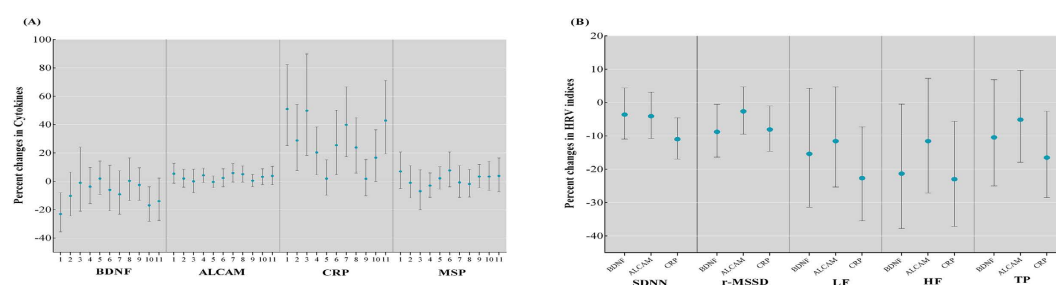 (A)
Percent changes in Cytokines
100
80
60
40
20
0
-20
-40
1 2 3 4 5 6 7 8 9 10 11 1 2 3 4 5 6 7 8 9 10 11 1 2 3 4 5 6 7 8 9 10 11 1 2 3 4 5 6 7 8 9 10 11
BDNF ALCAM CRP MSP
(B)
Percent changes in HRV indices
20
10
0
-10
-20
-30
-40
-45
BDNF ALCAM CRP BDNF ALCAM CRP BDNF ALCAM CRP BDNF ALCAM CRP BDNF ALCAM CRP
SDNN r-MSSD LF HF TP